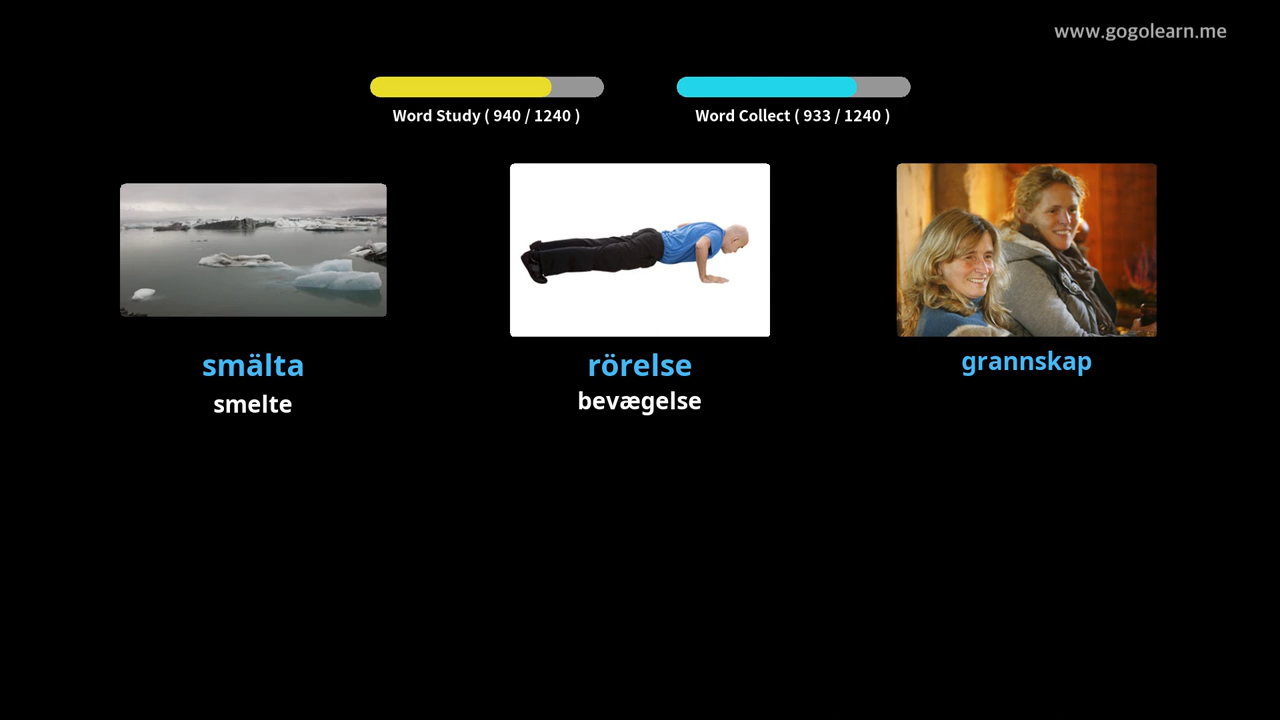 www.gogolearn.me
Word Study ( 940 / 1240 )
Word Collect ( 933 / 1240 )
smälta
smelte
rörelse
bevægelse
grannskap